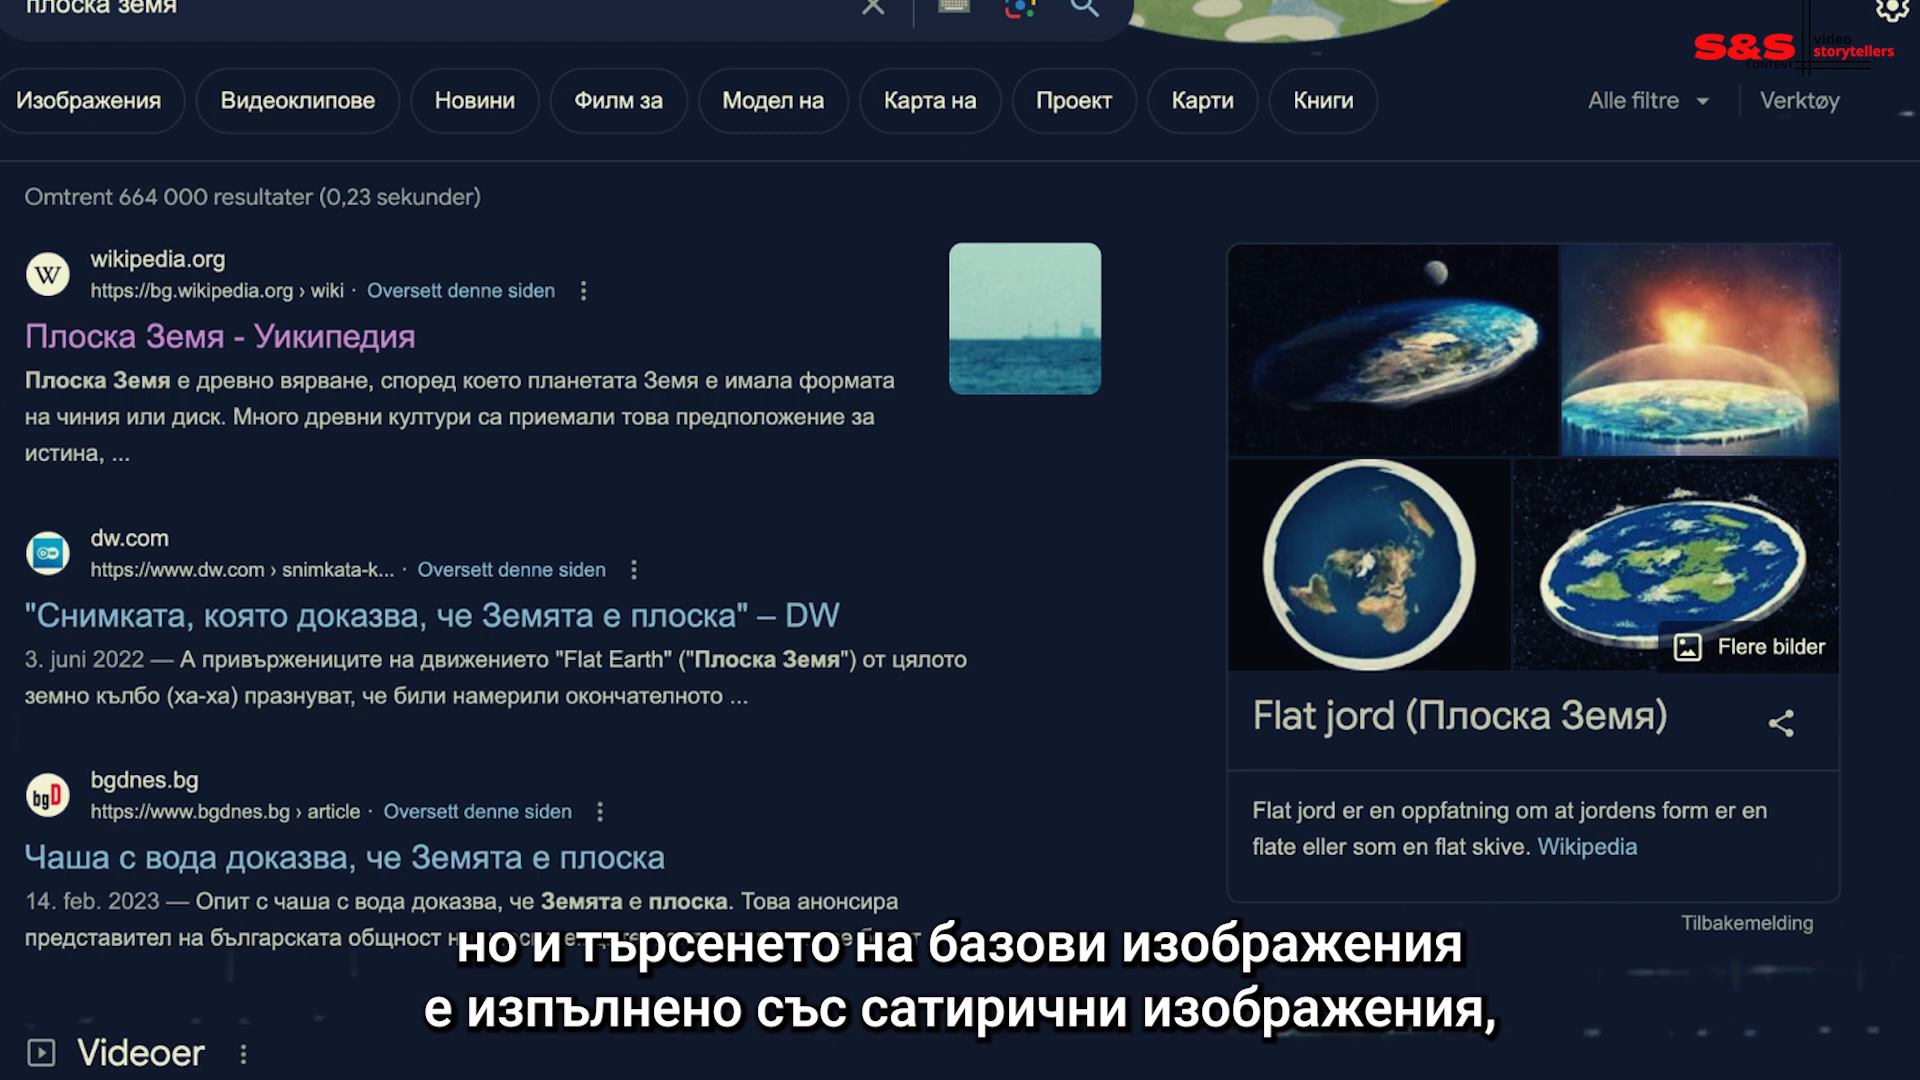 плоска земя
S&S
video
storytellers
CONTENT
Изображения
Видеоклипове
Новини
Филм за
Модел на
Карта на
Проект
Карти
Книги
Alle filtre
Verktøy
Omtrent 664 000 resultater (0,23 sekunder)
W
wikipedia.org
https://bg.wikipedia.org › wiki · Oversett denne siden
Плоска Земя - Уикипедия
Плоска Земя е древно вярване, според което планетата Земя е имала формата
на чиния или диск. Много древни култури са приемали това предположение за
истина, ...
DW
dw.com
https://www.dw.com › snimkata-k... · Oversett denne siden
"Снимката, която доказва, че Земята е плоска" – DW
3. juni 2022 — А привържениците на движението "Flat Earth" ("Плоска Земя") от цялото
земно кълбо (ха-ха) празнуват, че били намерили окончателното ...
bgD
bgdnes.bg
https://www.bgdnes.bg › article · Oversett denne siden
Чаша с вода доказва, че Земята е плоска
14. feb. 2023 — Опит с чаша с вода доказва, че Земята е плоска. Това анонсира
представител на българската общност
Videoer
Flere bilder
Flat jord (Плоска Земя)
Flat jord er en oppfatning om at jordens form er en
flate eller som en flat skive. Wikipedia
Tilbakemelding
но и търсенето на базови изображения
е изпълнено със сатирични изображения,